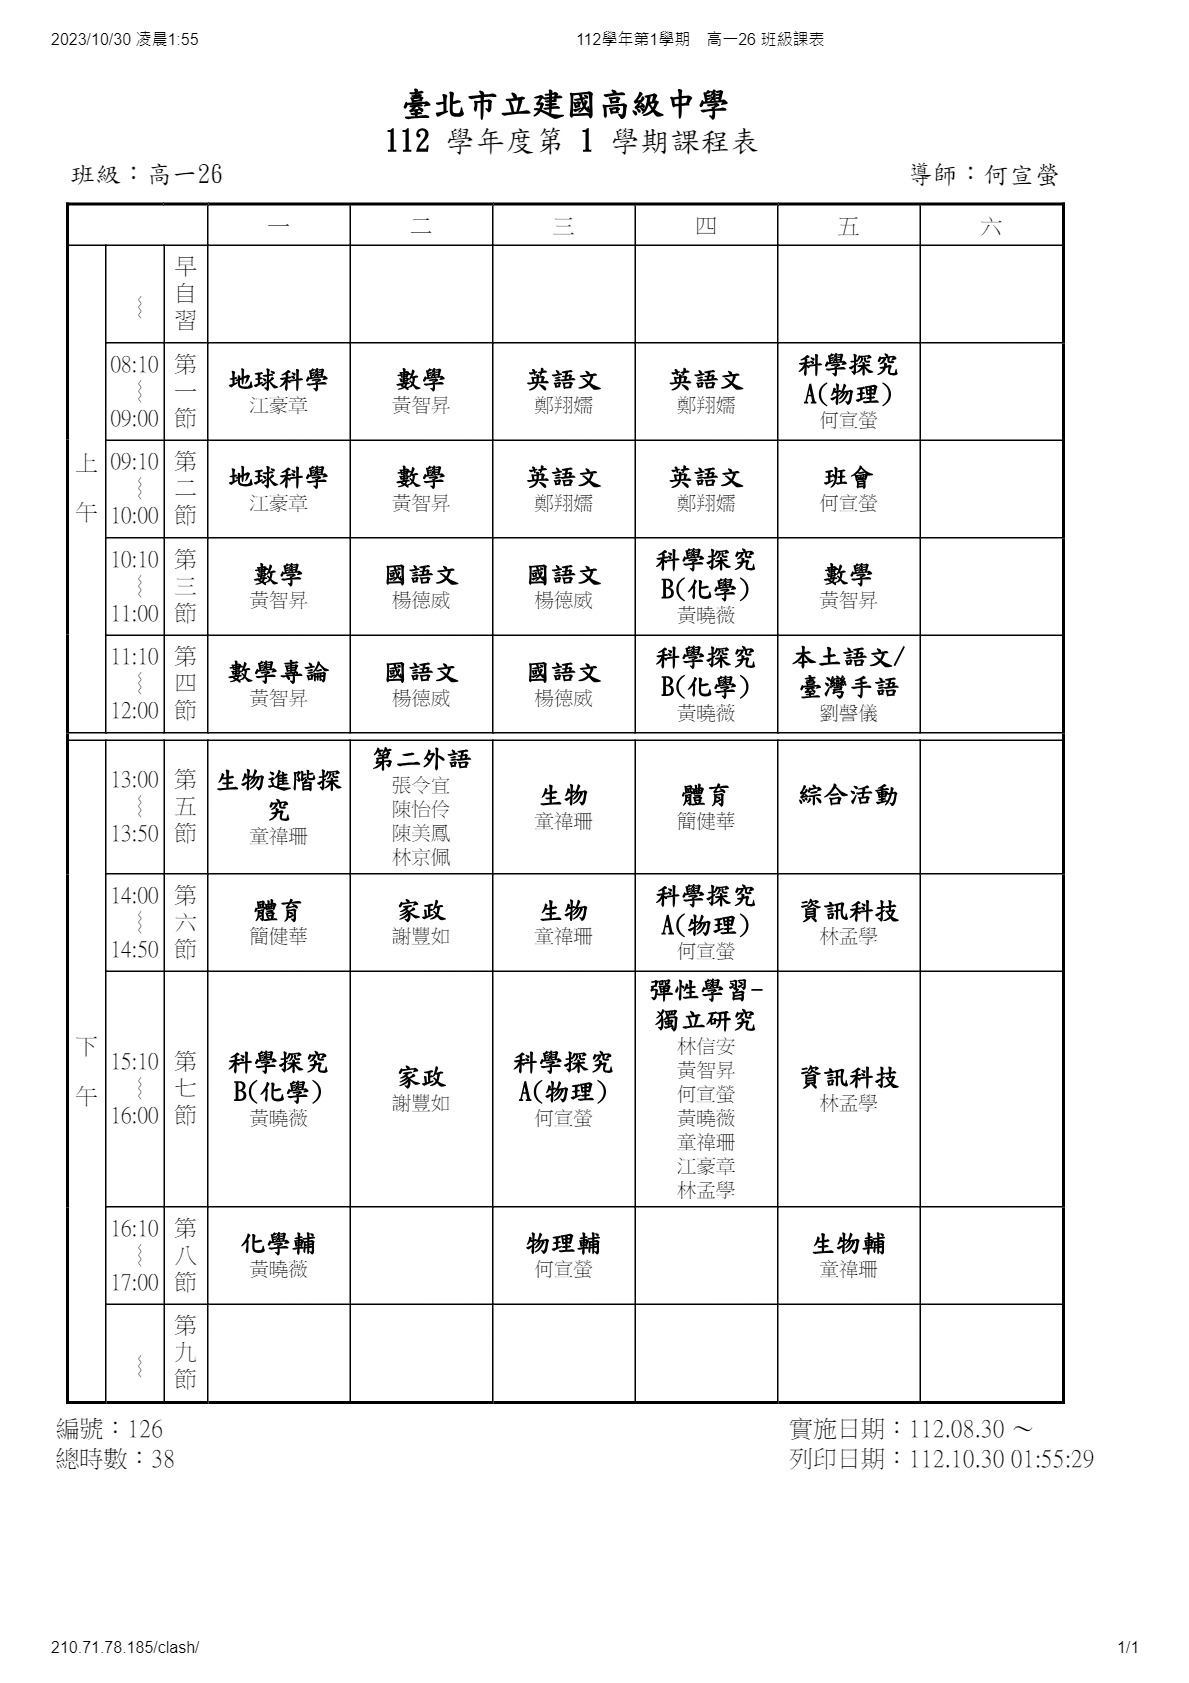 2023/10/30 凌晨1:55
112學年第1學期　高一26 班級課表
臺北市立建國高級中學
112 學年度第 1 學期課程表
班級：高一26
導師：何宣螢
一 二 三 四 五 六
上午
～
早自習
08:10
～
09:00
第一節
地球科學
江豪章
數學
黃智昇
英語文
鄭翔嬬
英語文
鄭翔嬬
科學探究
A(物理)
何宣螢
09:10
～
10:00
第二節
地球科學
江豪章
數學
黃智昇
英語文
鄭翔嬬
英語文
鄭翔嬬
班會
何宣螢
10:10
～
11:00
第三節
數學
黃智昇
國語文
楊德威
國語文
楊德威
科學探究
B(化學)
黃曉薇
數學
黃智昇
11:10
～
12:00
第四節
數學專論
黃智昇
國語文
楊德威
國語文
楊德威
科學探究
B(化學)
黃曉薇
本土語文/
臺灣手語
劉謦儀
下午
13:00
～
13:50
第五節
生物進階探
究
童禕珊
第二外語
張令宜
陳怡伶
陳美鳳
林京佩
生物
童禕珊
體育
簡健華
綜合活動
14:00
～
14:50
第六節
體育
簡健華
家政
謝豐如
生物
童禕珊
科學探究
A(物理)
何宣螢
資訊科技
林孟學
15:10
～
16:00
第七節
科學探究
B(化學)
黃曉薇
家政
謝豐如
科學探究
A(物理)
何宣螢
彈性學習-
獨立研究
林信安
黃智昇
何宣螢
黃曉薇
童禕珊
江豪章
林孟學
資訊科技
林孟學
16:10
～
17:00
第八節
化學輔
黃曉薇
物理輔
何宣螢
生物輔
童禕珊
～
第九節
編號：126
實施日期：112.08.30 ～
總時數：38
列印日期：112.10.30 01:55:29
210.71.78.185/clash/
1/1